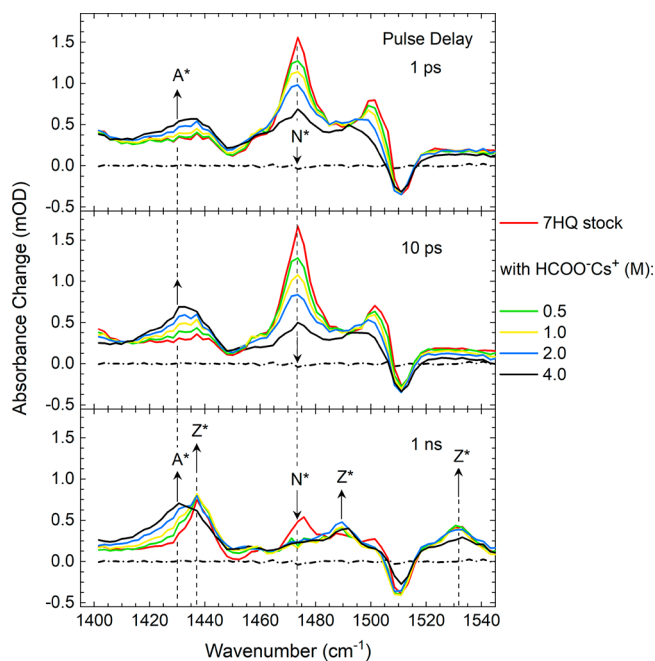 Pulse Delay
1 ps
A*
N*
1.5
1.0
0.5
0.0
-0.5
10 ps
1.5
1.0
0.5
0.0
-0.5
1 ns
A*
Z*
N*
Z*
Z*
1.5
1.0
0.5
0.0
-0.5
1400 1420 1440 1460 1480 1500 1520 1540
Wavenumber (cm⁻¹)
Absorbance Change (mOD)
7HQ stock
with HCOO⁻Cs⁺ (M):
0.5
1.0
2.0
4.0